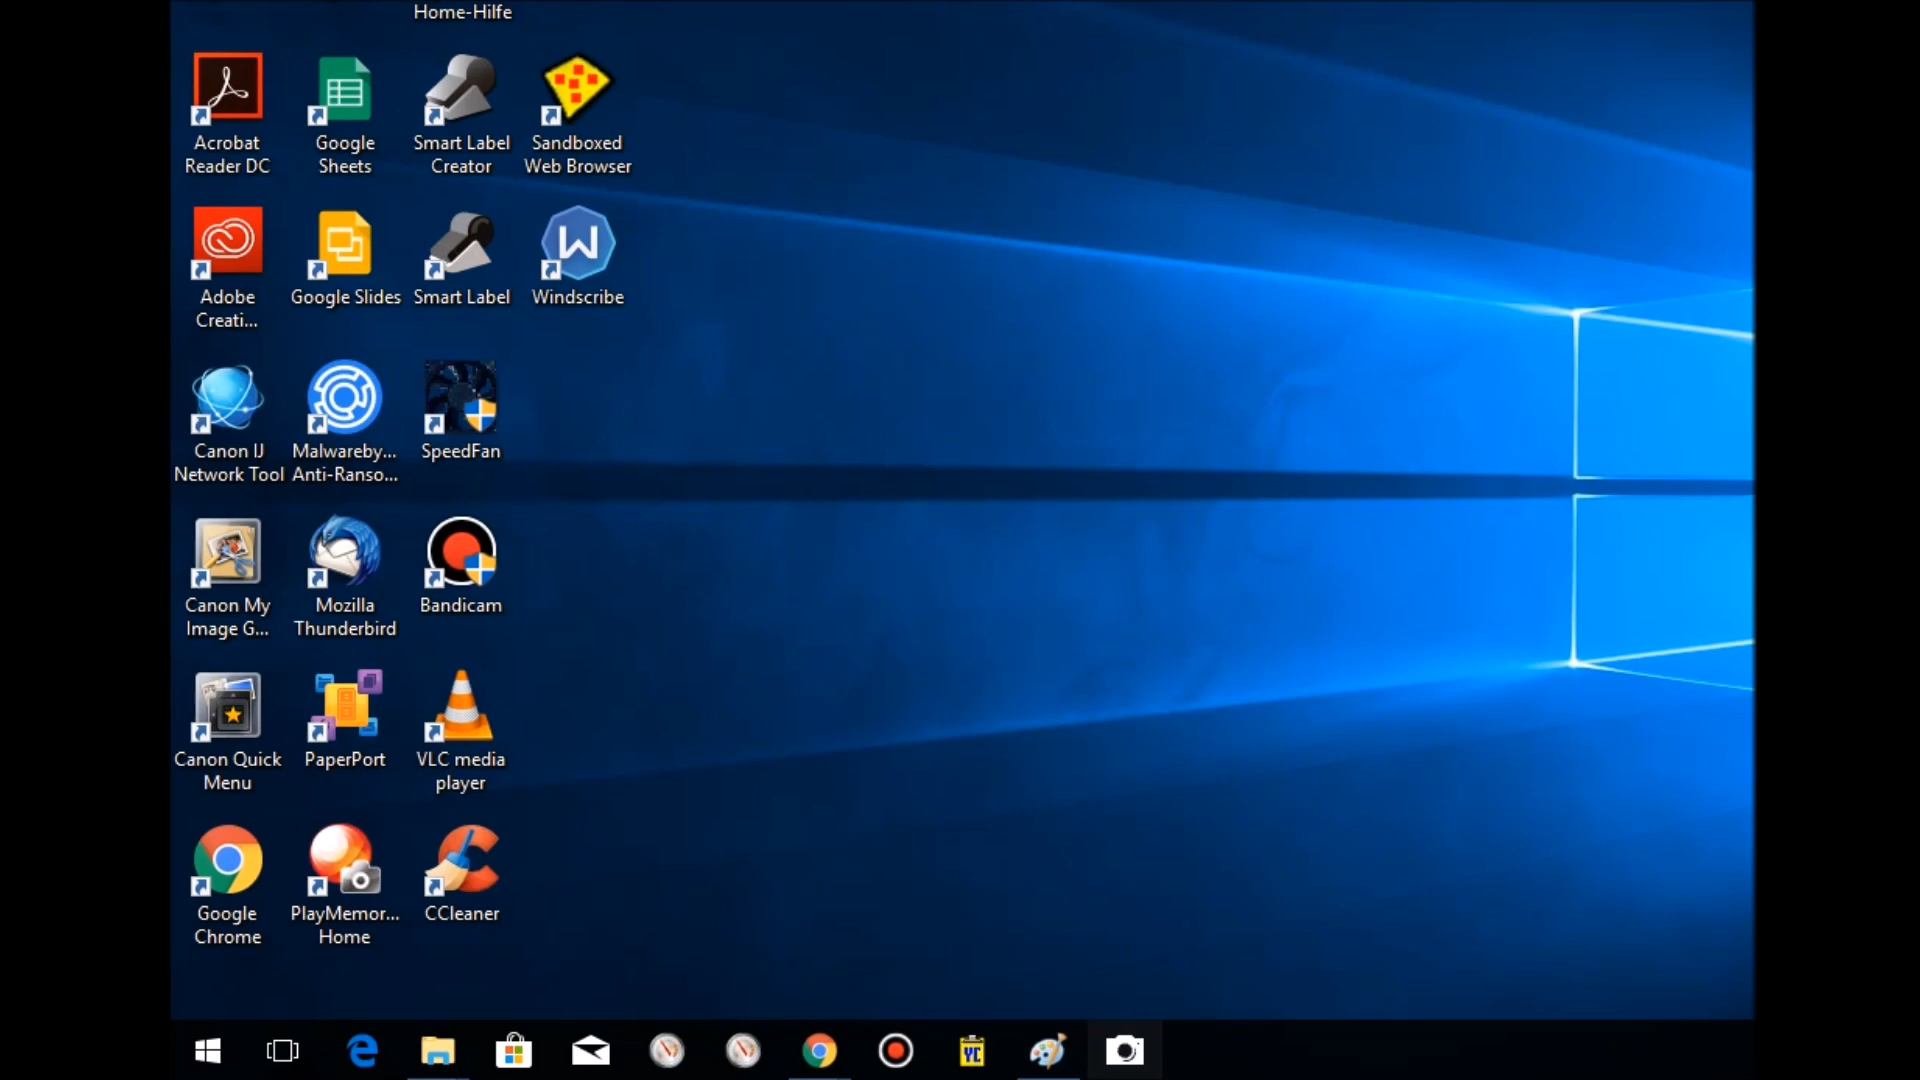 Home-Hilfe
Acrobat
Reader DC
Google
Sheets
Smart Label
Creator
Sandboxed
Web Browser
Adobe
Creati...
Google Slides
Smart Label
Windscribe
Canon IJ
Network Tool
Malwareby...
Anti-Ranso...
SpeedFan
Canon My
Image G...
Mozilla
Thunderbird
Bandicam
Canon Quick
Menu
PaperPort
VLC media
player
Google
Chrome
PlayMemor...
Home
CCleaner
YC